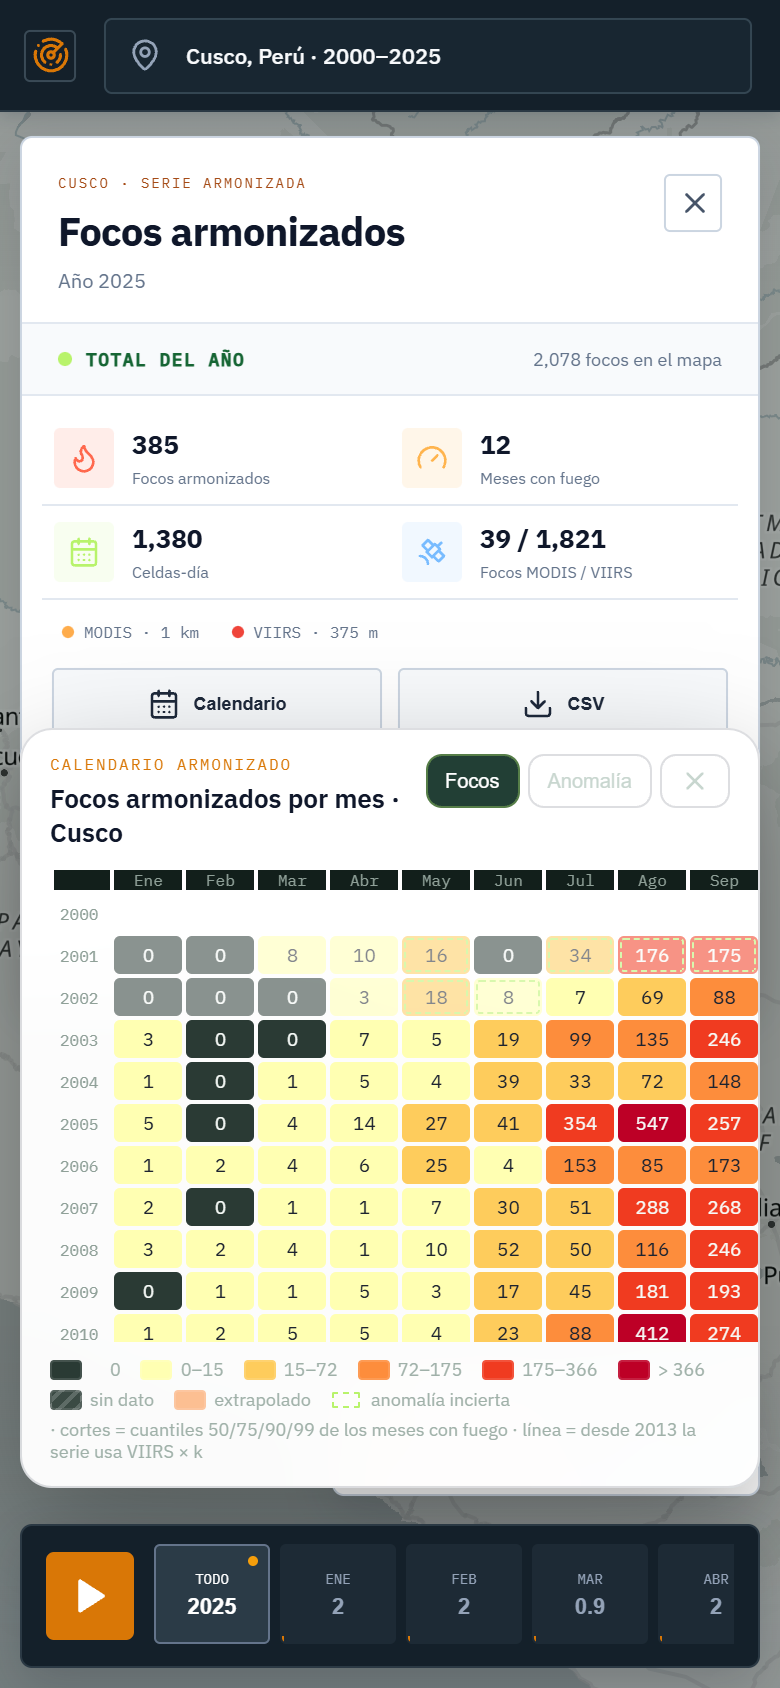 Cusco, Perú · 2000–2025
CUSCO · SERIE ARMONIZADA
Focos armonizados
Año 2025
TOTAL DEL AÑO 2,078 focos en el mapa
385 12
Focos armonizados Meses con fuego
1,380 39 / 1,821
Celdas-día Focos MODIS / VIIRS
MODIS · 1 km VIIRS · 375 m
Calendario CSV
CALENDARIO ARMONIZADO
Focos armonizados por mes ·
Cusco
Focos Anomalía
Ene Feb Mar Abr May Jun Jul Ago Sep
2000
2001 0 0 8 10 16 0 34 176 175
2002 0 0 0 3 18 8 7 69 88
2003 3 0 0 7 5 19 99 135 246
2004 1 0 1 5 4 39 33 72 148
2005 5 0 4 14 27 41 354 547 257
2006 1 2 4 6 25 4 153 85 173
2007 2 0 1 1 7 30 51 288 268
2008 3 2 4 1 10 52 50 116 246
2009 0 1 1 5 3 17 45 181 193
2010 1 2 5 5 4 23 88 412 274
0 0–15 15–72 72–175 175–366 > 366
sin dato extrapolado anomalía incierta
· cortes = cuantiles 50/75/90/99 de los meses con fuego · línea = desde 2013 la
serie usa VIIRS × k
TODO ENE FEB MAR ABR
2025 2 2 0.9 2